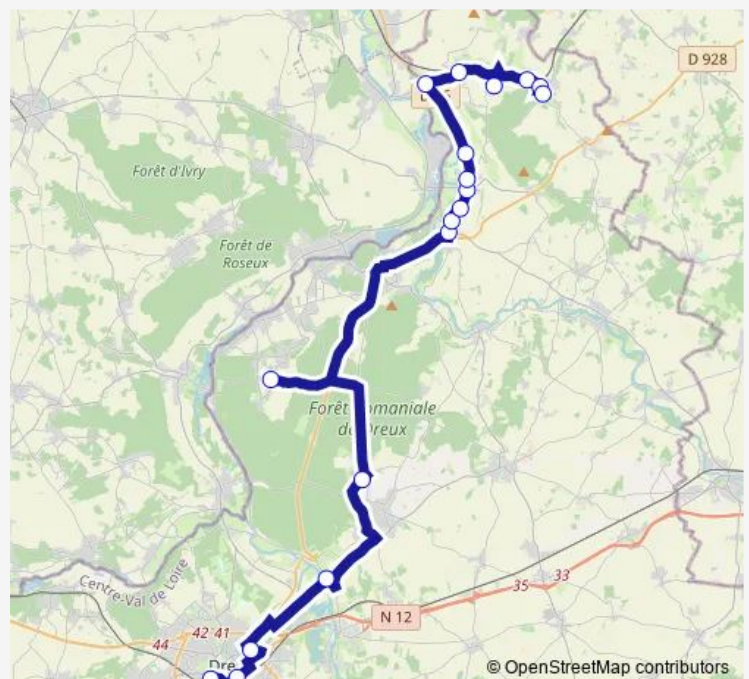 D 928
Forêt d'Ivry
Forêt de
Roseux
Forêt
de Dreux
Centre-Val de Loire
35
33
N 12
44
42 41
Dre
© OpenStreetMap contributors